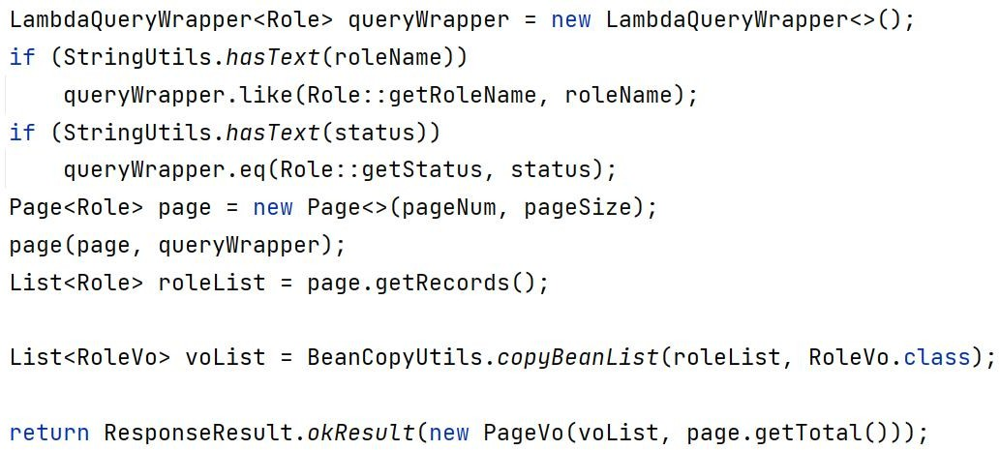 LambdaQueryWrapper<Role> queryWrapper = new LambdaQueryWrapper<>();
if (StringUtils.hasText(roleName))
    queryWrapper.like(Role::getRoleName, roleName);
if (StringUtils.hasText(status))
    queryWrapper.eq(Role::getStatus, status);
Page<Role> page = new Page<>(pageNum, pageSize);
page(page, queryWrapper);
List<Role> roleList = page.getRecords();
List<RoleVo> voList = BeanCopyUtils.copyBeanList(roleList, RoleVo.class);
return ResponseResult.okResult(new PageVo(voList, page.getTotal()));